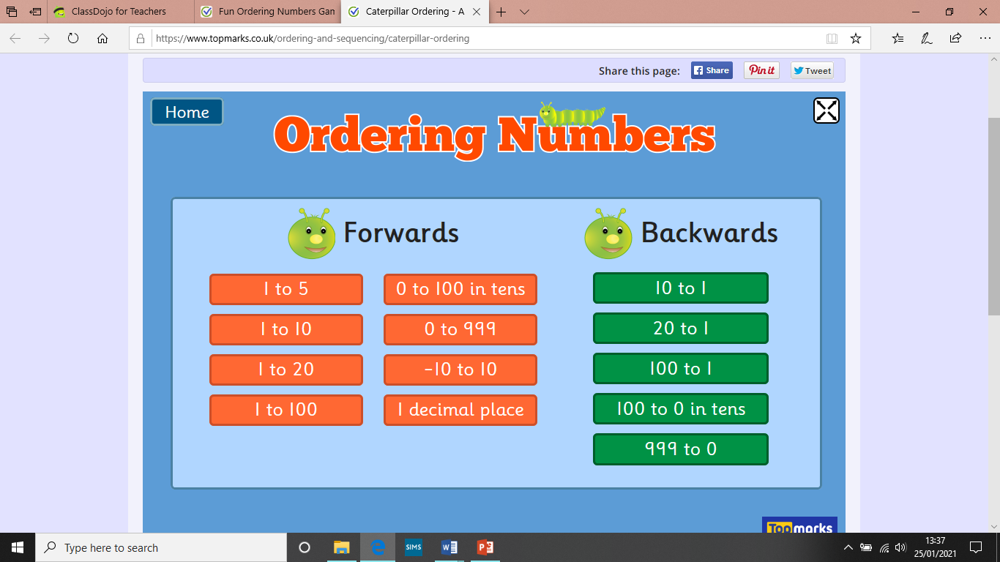 ClassDojo for Teachers
Fun Ordering Numbers Gam
Caterpillar Ordering - A
https://www.topmarks.co.uk/ordering-and-sequencing/caterpillar-ordering
Share this page:
Share
Pin it
Tweet
Home
Ordering Numbers
Forwards
Backwards
1 to 5
0 to 100 in tens
10 to 1
1 to 10
0 to 999
20 to 1
1 to 20
-10 to 10
100 to 1
1 to 100
1 decimal place
100 to 0 in tens
999 to 0
Topmarks
Type here to search
SIMS
13:37
25/01/2021